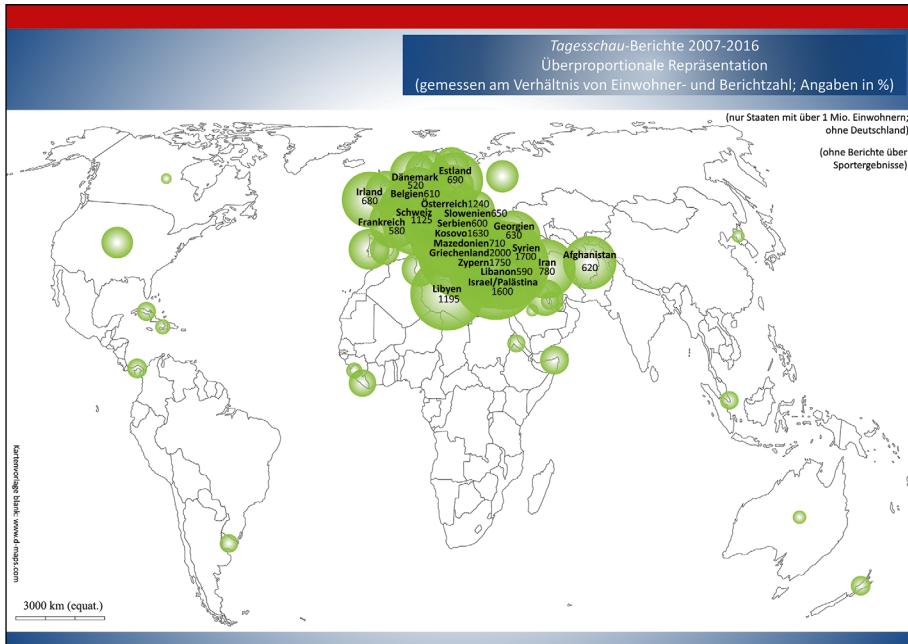 Tagesschau-Berichte 2007-2016
Überproportionale Repräsentation
(gemessen am Verhältnis von Einwohner- und Berichtzahl; Angaben in %)
(nur Staaten mit über 1 Mio. Einwohnern;
ohne Deutschland)
(ohne Berichte über
Sportergebnisse)
Estland
690
Dänemark
520
Irland
680
Belgien610
Österreich1240
Schweiz
1125
Slowenien650
Frankreich
580
Serbien600
Georgien
630
Kosovo1630
Mazedonien710
Syrien
1700
Griechenland2000
Zypern1750
Iran
780
Afghanistan
620
Libanon590
Israel/Palästina
1600
Libyen
1195
Kartenvorlage blank: www.d-maps.com
3000 km (equat.)